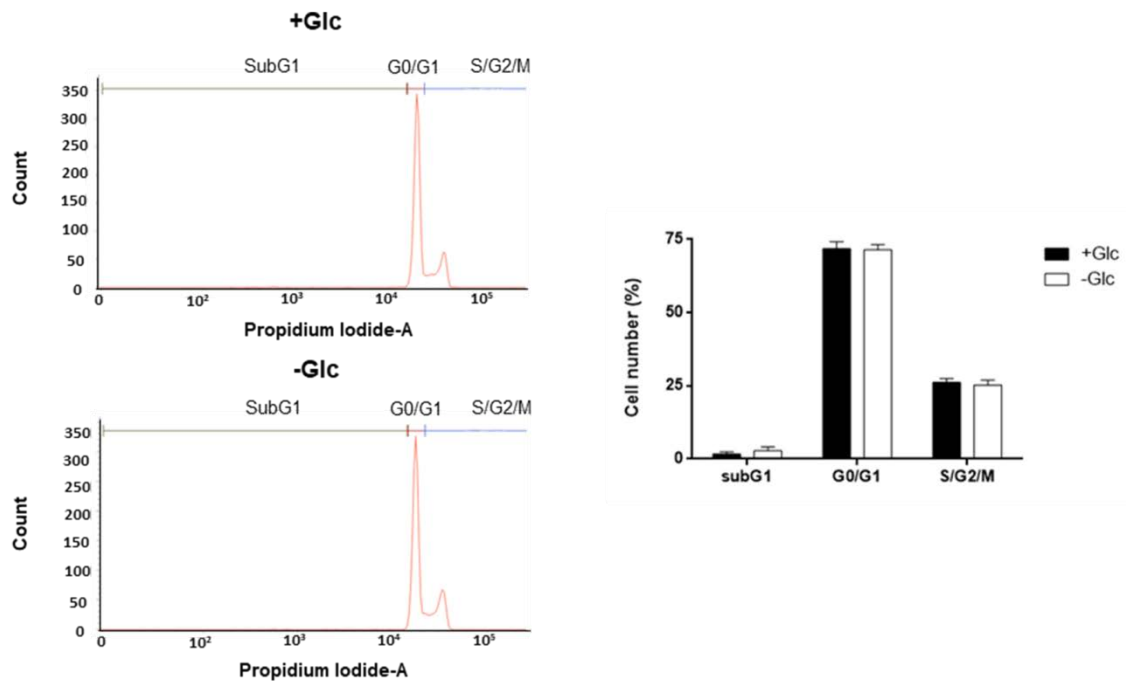 +Glc
SubG1 G0/G1 S/G2/M
350
300
250
200
150
100
50
0
Count
0 10² 10³ 10⁴ 10⁵
Propidium Iodide-A
-Glc
SubG1 G0/G1 S/G2/M
350
300
250
200
150
100
50
0
Count
0 10² 10³ 10⁴ 10⁵
Propidium Iodide-A
75
50
25
0
Cell number (%)
subG1 G0/G1 S/G2/M
+Glc
-Glc